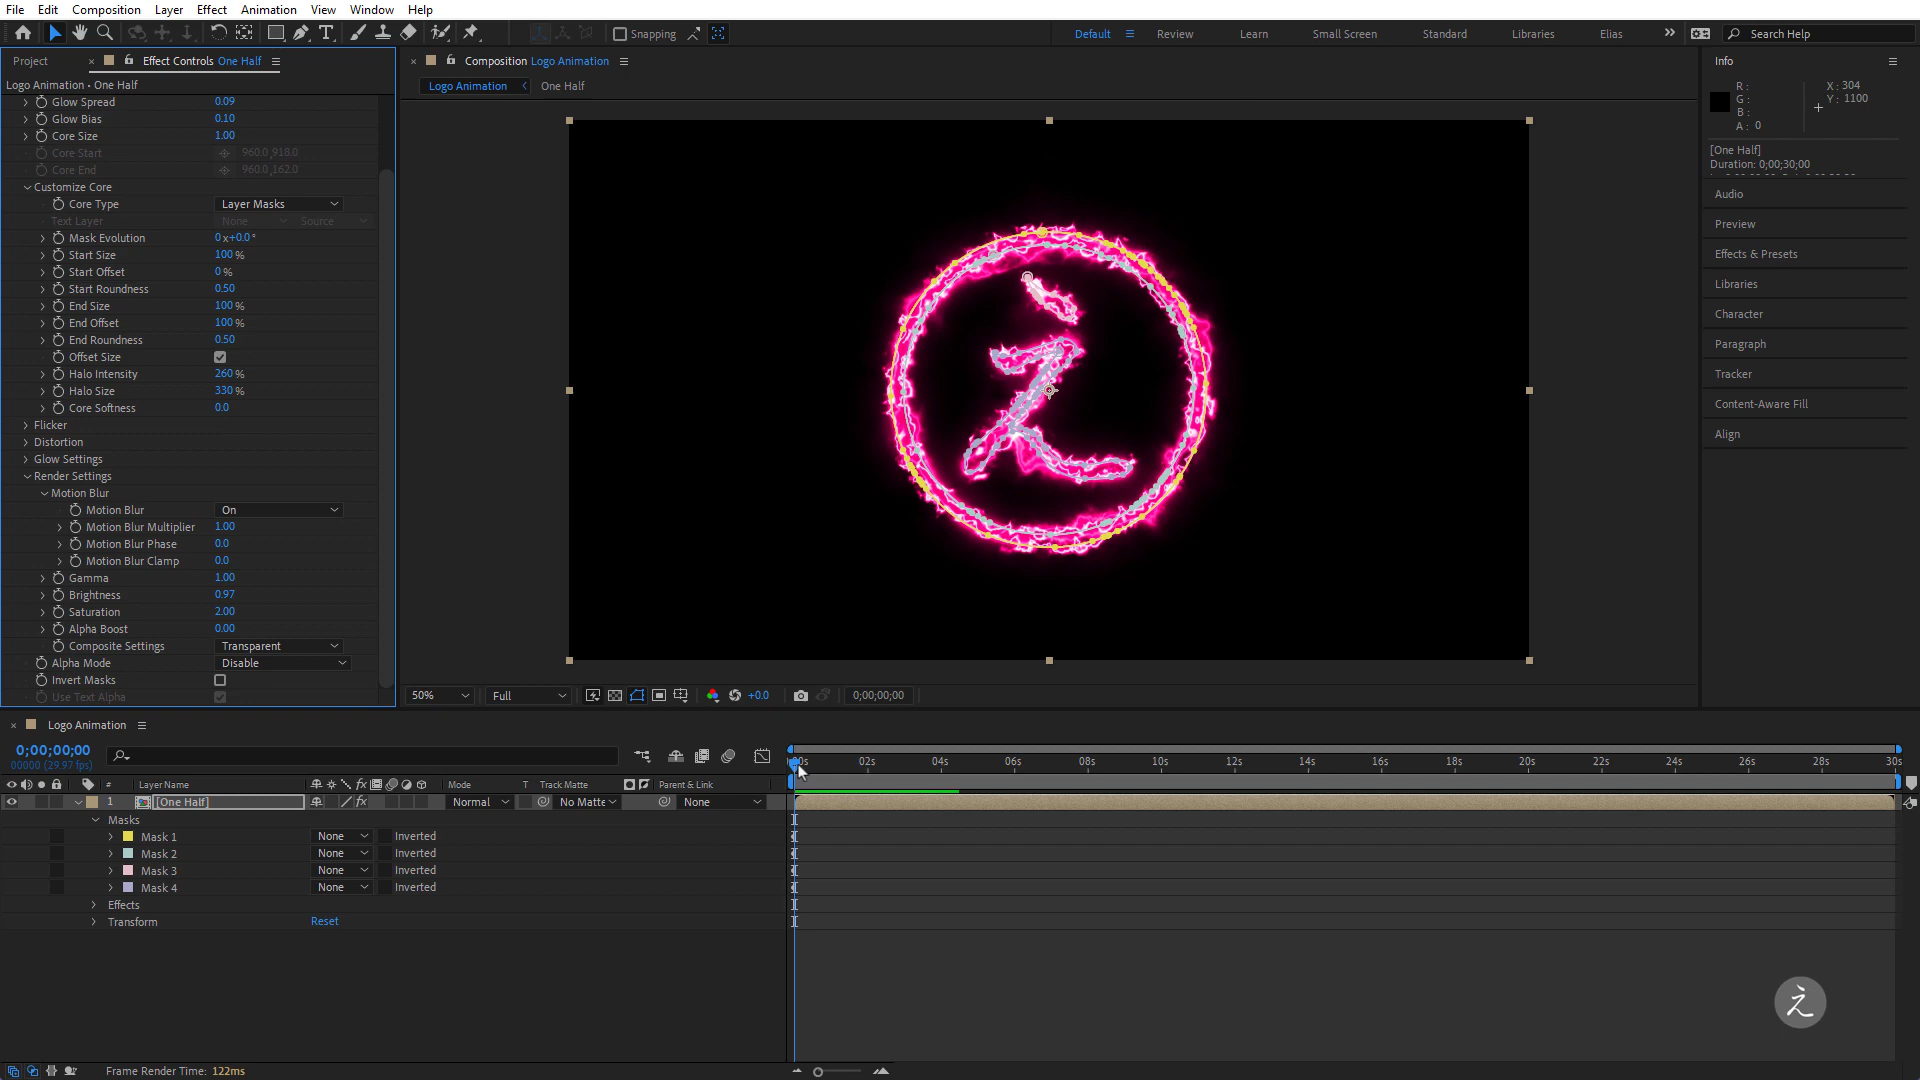 File Edit Composition Layer Effect Animation View Window Help
Snapping Default Review Learn Small Screen Standard Libraries Elias Search Help
Project Effect Controls One Half
Composition Logo Animation
Info
Logo Animation • One Half
Logo Animation One Half
R :
G :
B :
A : 0
X : 304
Y : 1100
Glow Spread 0.09
Glow Bias 0.10
Core Size 1.00
Core Start 960.0,918.0
Core End 960.0,162.0
Customize Core
Core Type Layer Masks
Text Layer None Source
Mask Evolution 0x+0.0°
Start Size 100 %
Start Offset 0 %
Start Roundness 0.50
End Size 100 %
End Offset 100 %
End Roundness 0.50
Offset Size
Halo Intensity 260 %
Halo Size 330 %
Core Softness 0.0
Flicker
Distortion
Glow Settings
Render Settings
Motion Blur
Motion Blur On
Motion Blur Multiplier 1.00
Motion Blur Phase 0.0
Motion Blur Clamp 0.0
Gamma 1.00
Brightness 0.97
Saturation 2.00
Alpha Boost 0.00
Composite Settings Transparent
Alpha Mode Disable
Invert Masks
Use Text Alpha
之
[One Half]
Duration: 0;00;30;00
Audio
Preview
Effects & Presets
Libraries
Character
Paragraph
Tracker
Content-Aware Fill
Align
50% Full +0.0 0;00;00;00
Logo Animation
0;00;00;00
00000 (29.97 fps)
02s 04s 06s 08s 10s 12s 14s 16s 18s 20s 22s 24s 26s 28s 30s
# Layer Name Mode T Track Matte Parent & Link
1 [One Half] Normal No Matte None
Masks
Mask 1 None Inverted
Mask 2 None Inverted
Mask 3 None Inverted
Mask 4 None Inverted
Effects
Transform Reset
之
Frame Render Time: 122ms